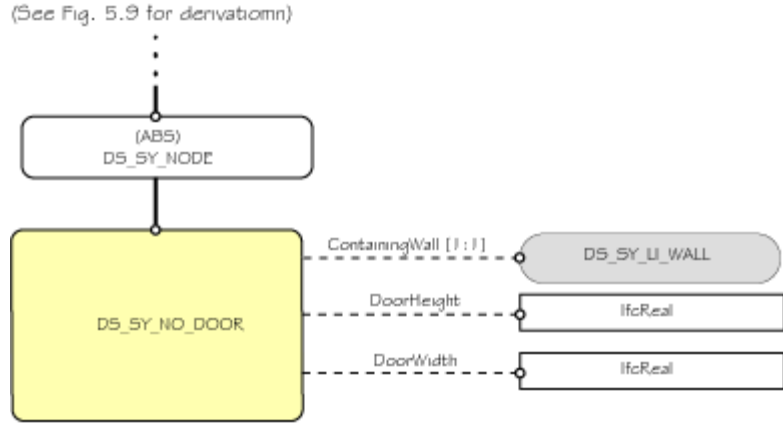 (See Fig. 5.9 for derivatiomn)
(ABS)
DS_SY_NODE
ContainingWall [1:1]
DS_SY_LI_WALL
DoorHeight
IfcReal
DS_SY_NO_DOOR
DoorWidth
IfcReal